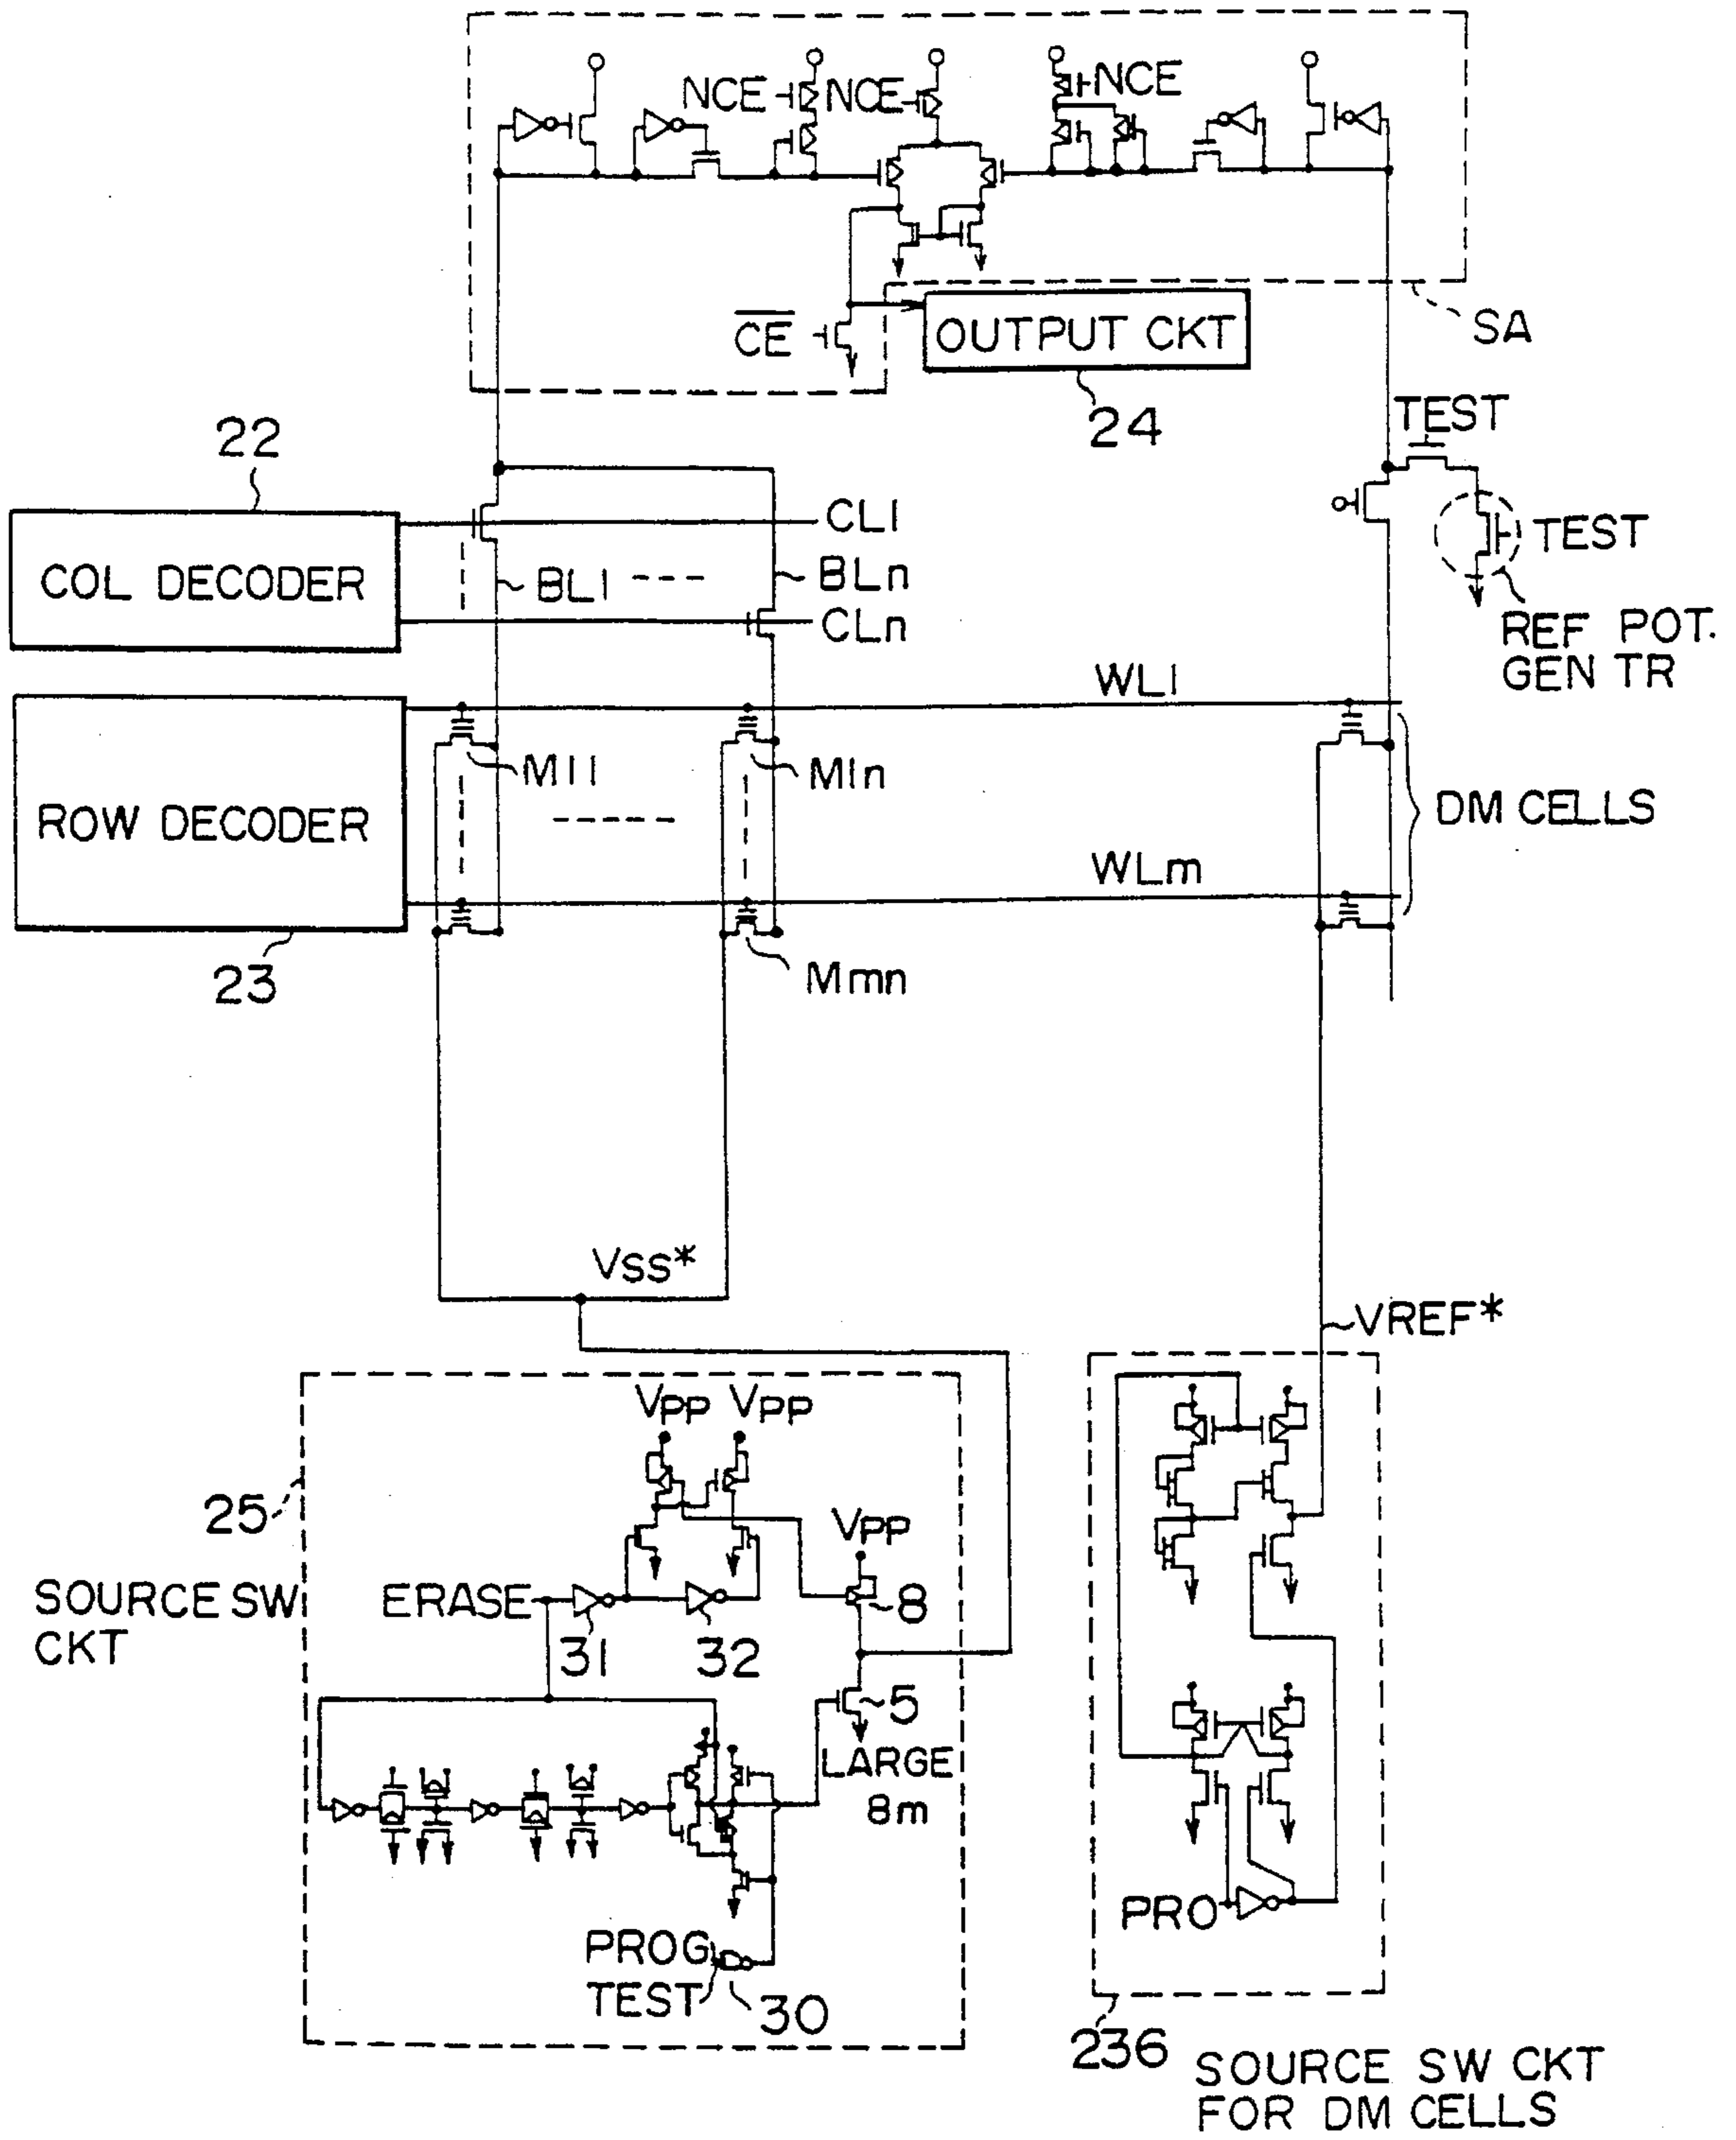 NCE
NCE
NCE
CE
OUTPUT CKT
SA
24
TEST
22
CL1
COL DECODER
BL1
BLn
TEST
CLn
REF POT.
GEN TR
WL1
M11
M1n
ROW DECODER
DM CELLS
WLm
23
Mmn
VSS*
VREF*
VPP
VPP
25
VPP
SOURCE SW
CKT
ERASE
8
31
32
5
LARGE
8m
PRO
PROG
TEST
30
236
SOURCE SW CKT
FOR DM CELLS